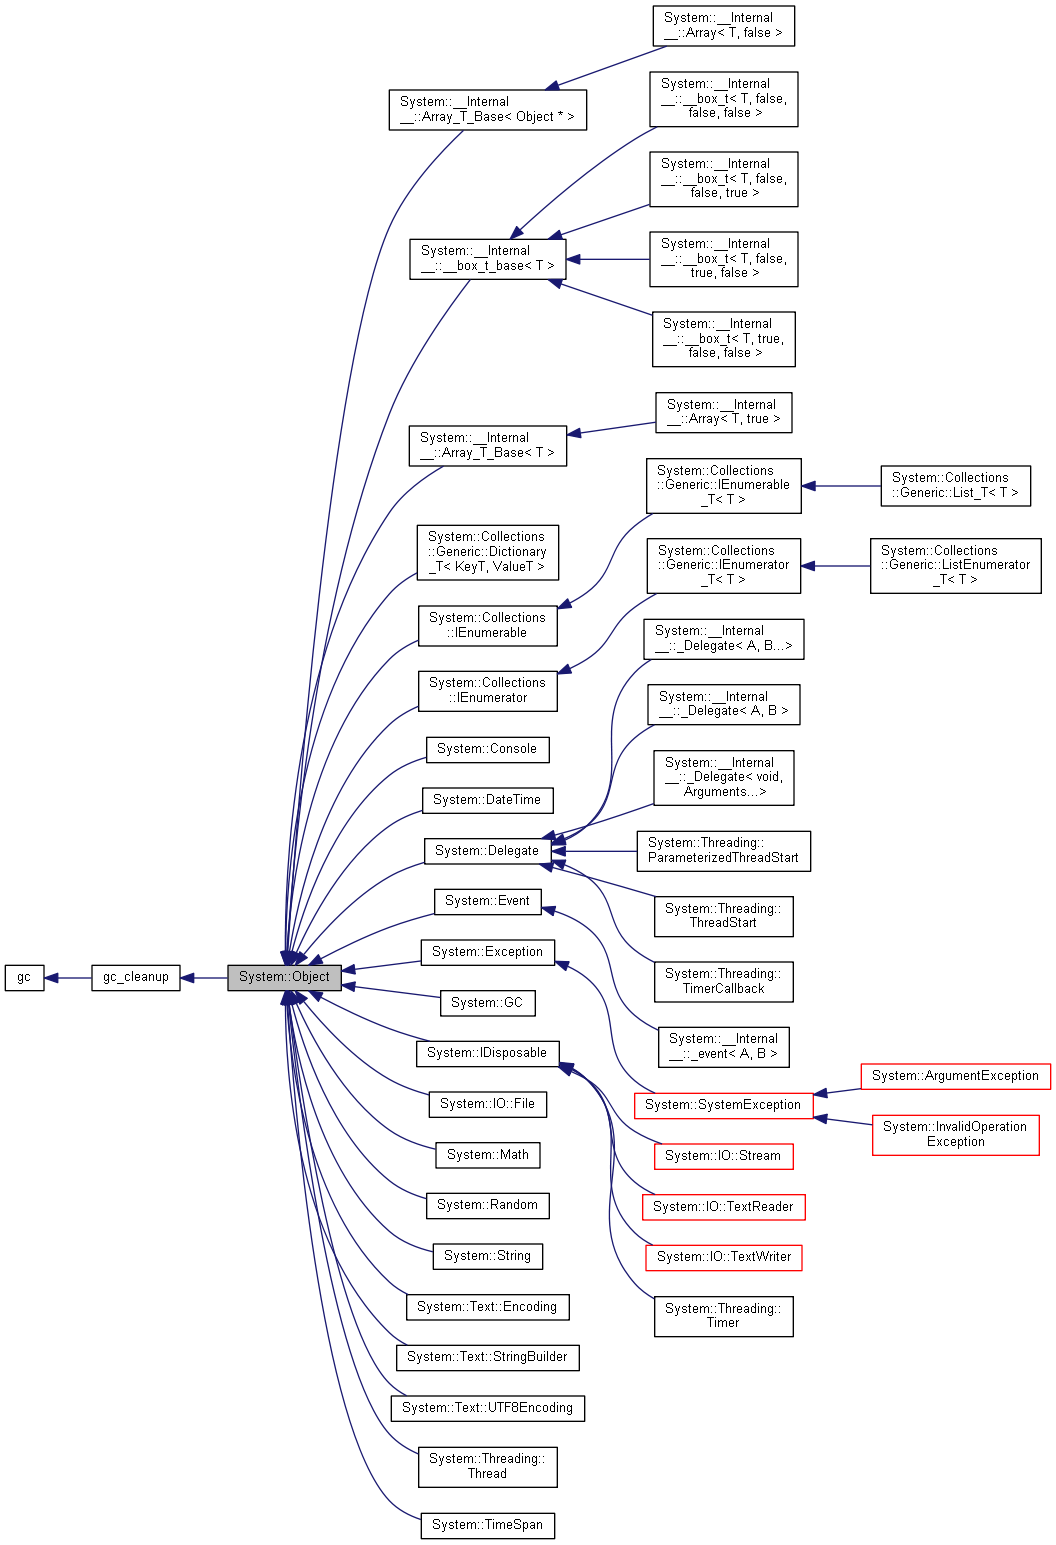 System::__Internal
__::Array< T, false >
System::__Internal
__::__box_t< T, false,
false, false >
System::__Internal
__::Array_T_Base< Object * >
System::__Internal
__::__box_t< T, false,
false, true >
System::__Internal
__::__box_t_base< T >
System::__Internal
__::__box_t< T, false,
true, false >
System::__Internal
__::__box_t< T, true,
false, false >
System::__Internal
__::Array< T, true >
System::__Internal
__::Array_T_Base< T >
System::Collections
::Generic::IEnumerable
_T< T >
System::Collections
::Generic::List_T< T >
System::Collections
::Generic::Dictionary
_T< KeyT, ValueT >
System::Collections
::Generic::IEnumerator
_T< T >
System::Collections
::Generic::ListEnumerator
_T< T >
System::Collections
::IEnumerable
System::__Internal
__::_Delegate< A, B...>
System::Collections
::IEnumerator
System::__Internal
__::_Delegate< A, B >
System::Console
System::__Internal
__::_Delegate< void,
Arguments...>
System::DateTime
System::Delegate
System::Threading::
ParameterizedThreadStart
System::Event
System::Threading::
ThreadStart
System::Exception
System::Threading::
TimerCallback
gc
gc_cleanup
System::Object
System::GC
System::__Internal
__::_event< A, B >
System::IDisposable
System::ArgumentException
System::IO::File
System::SystemException
System::InvalidOperation
Exception
System::Math
System::IO::Stream
System::Random
System::IO::TextReader
System::String
System::IO::TextWriter
System::Text::Encoding
System::Threading::
Timer
System::Text::StringBuilder
System::Text::UTF8Encoding
System::Threading::
Thread
System::TimeSpan